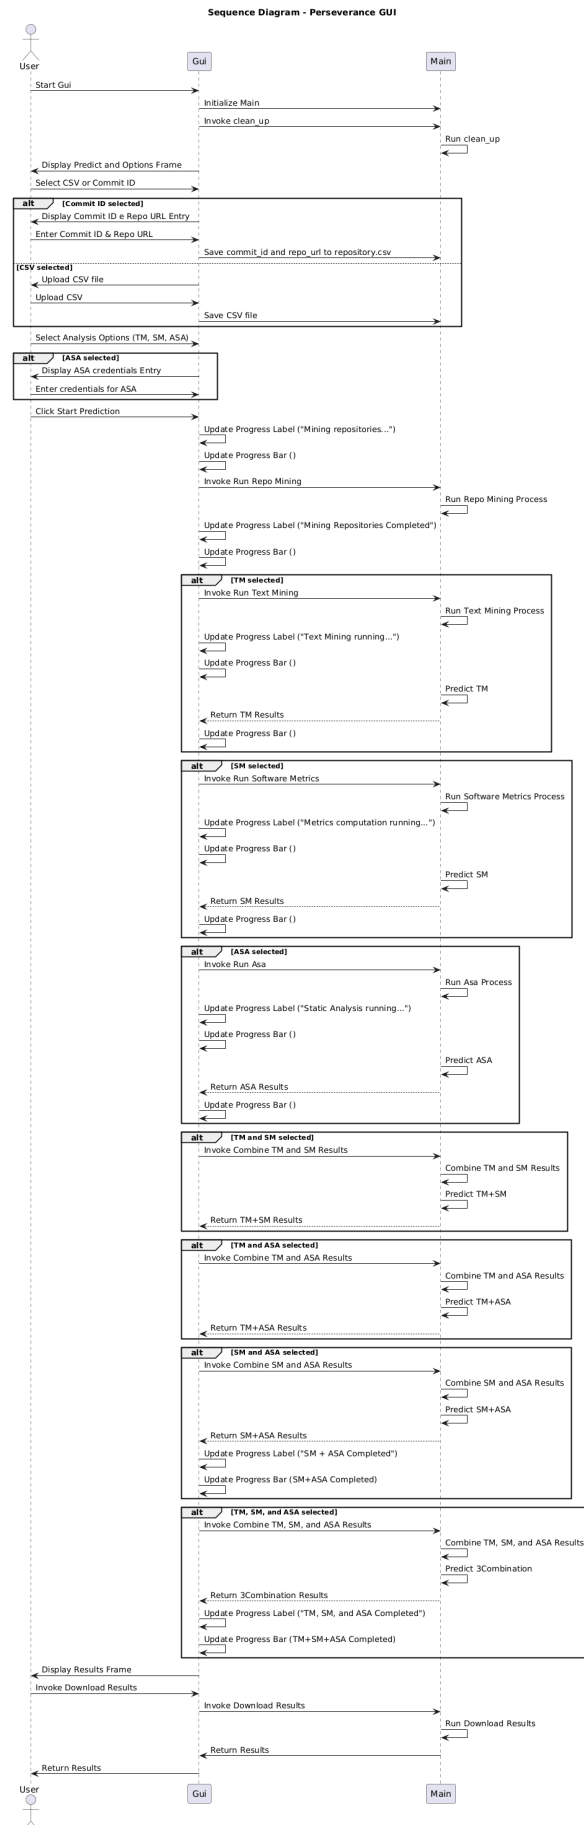 Sequence Diagram - Perseverance GUI
User
Gui
Main
Start Gui
Initialize Main
Invoke clean_up
Run clean_up
Display Predict and Options Frame
Select CSV or Commit ID
alt [Commit ID selected]
Display Commit ID e Repo URL Entry
Enter Commit ID & Repo URL
Save commit_id and repo_url to repository.csv
[CSV selected]
Upload CSV file
Upload CSV
Save CSV file
Select Analysis Options (TM, SM, ASA)
alt [ASA selected]
Display ASA credentials Entry
Enter credentials for ASA
Click Start Prediction
Update Progress Label ("Mining repositories...")
Update Progress Bar ()
Invoke Run Repo Mining
Run Repo Mining Process
Update Progress Label ("Mining Repositories Completed")
Update Progress Bar ()
alt [TM selected]
Invoke Run Text Mining
Run Text Mining Process
Update Progress Label ("Text Mining running...")
Update Progress Bar ()
Predict TM
Return TM Results
Update Progress Bar ()
alt [SM selected]
Invoke Run Software Metrics
Run Software Metrics Process
Update Progress Label ("Metrics computation running...")
Update Progress Bar ()
Predict SM
Return SM Results
Update Progress Bar ()
alt [ASA selected]
Invoke Run Asa
Run Asa Process
Update Progress Label ("Static Analysis running...")
Update Progress Bar ()
Predict ASA
Return ASA Results
Update Progress Bar ()
alt [TM and SM selected]
Invoke Combine TM and SM Results
Combine TM and SM Results
Predict TM+SM
Return TM+SM Results
alt [TM and ASA selected]
Invoke Combine TM and ASA Results
Combine TM and ASA Results
Predict TM+ASA
Return TM+ASA Results
alt [SM and ASA selected]
Invoke Combine SM and ASA Results
Combine SM and ASA Results
Predict SM+ASA
Return SM+ASA Results
Update Progress Label ("SM + ASA Completed")
Update Progress Bar (SM+ASA Completed)
alt [TM, SM, and ASA selected]
Invoke Combine TM, SM, and ASA Results
Combine TM, SM, and ASA Results
Predict 3Combination
Return 3Combination Results
Update Progress Label ("TM, SM, and ASA Completed")
Update Progress Bar (TM+SM+ASA Completed)
Display Results Frame
Invoke Download Results
Invoke Download Results
Run Download Results
Return Results
Return Results
User
Gui
Main